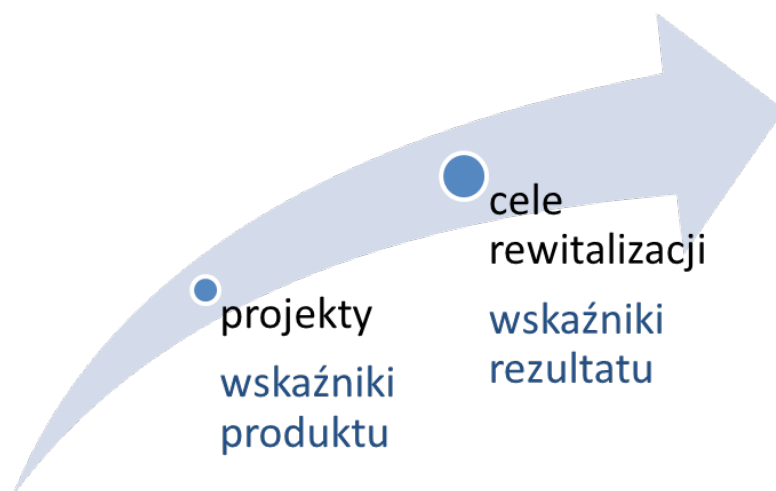 projekty
wskaźniki
produktu
cele
rewitalizacji
wskaźniki
rezultatu